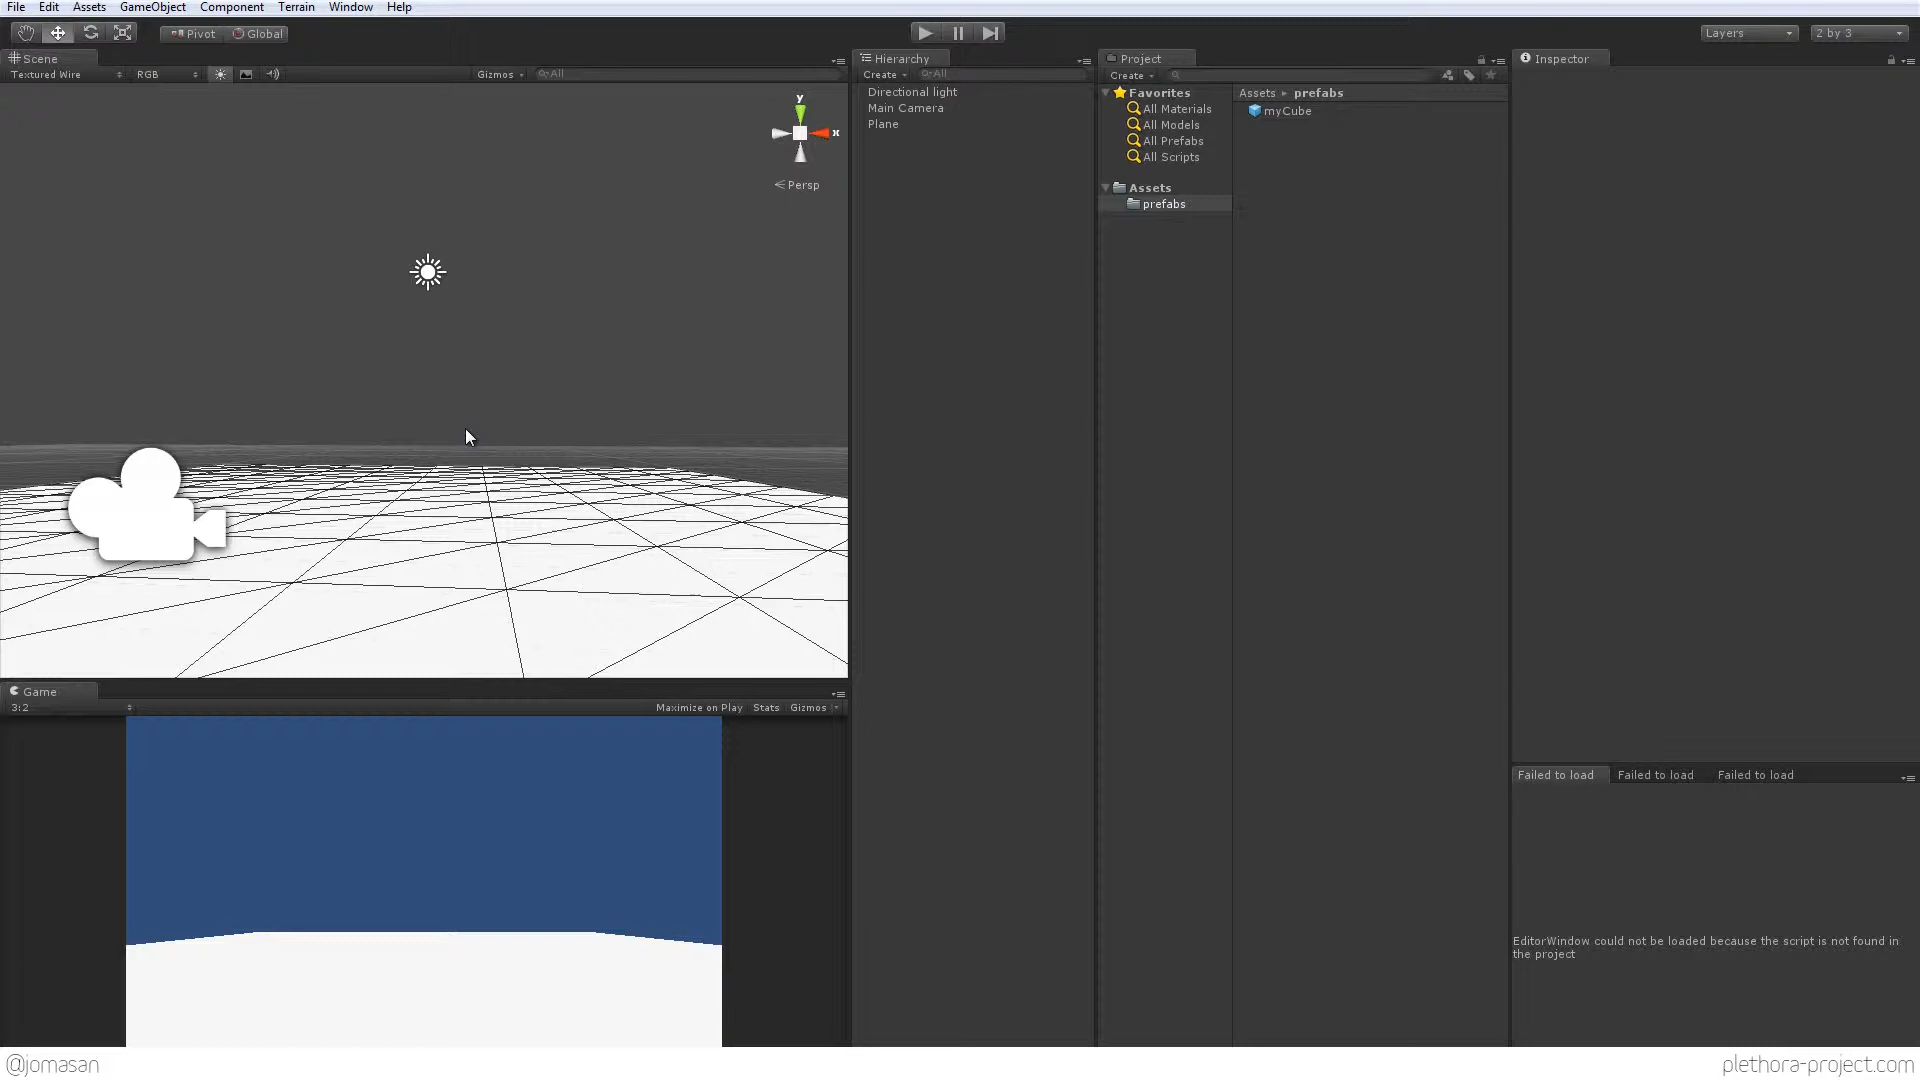 File Edit Assets GameObject Component Terrain Window Help
Pivot Global
Layers 2 by 3
Scene
Textured Wire RGB Gizmos All
y
x
Persp
Game
3:2 Maximize on Play Stats Gizmos
Hierarchy
Create All
Directional light
Main Camera
Plane
Project
Create
Favorites
All Materials
All Models
All Prefabs
All Scripts
Assets
prefabs
Assets prefabs
myCube
Inspector
Failed to load Failed to load Failed to load
EditorWindow could not be loaded because the script is not found in
the project
@jomasan
plethora-project.com